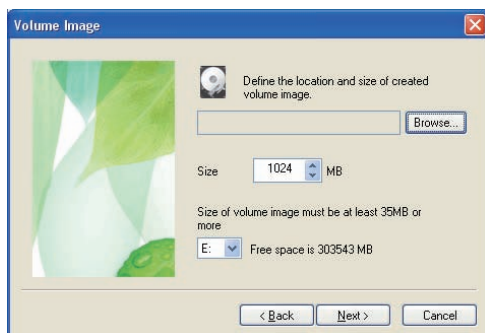 Volume Image
Define the location and size of created
volume image.
Browse...
Size 1024 MB
Size of volume image must be at least 35MB or
more
E: Free space is 303543 MB
< Back Next > Cancel